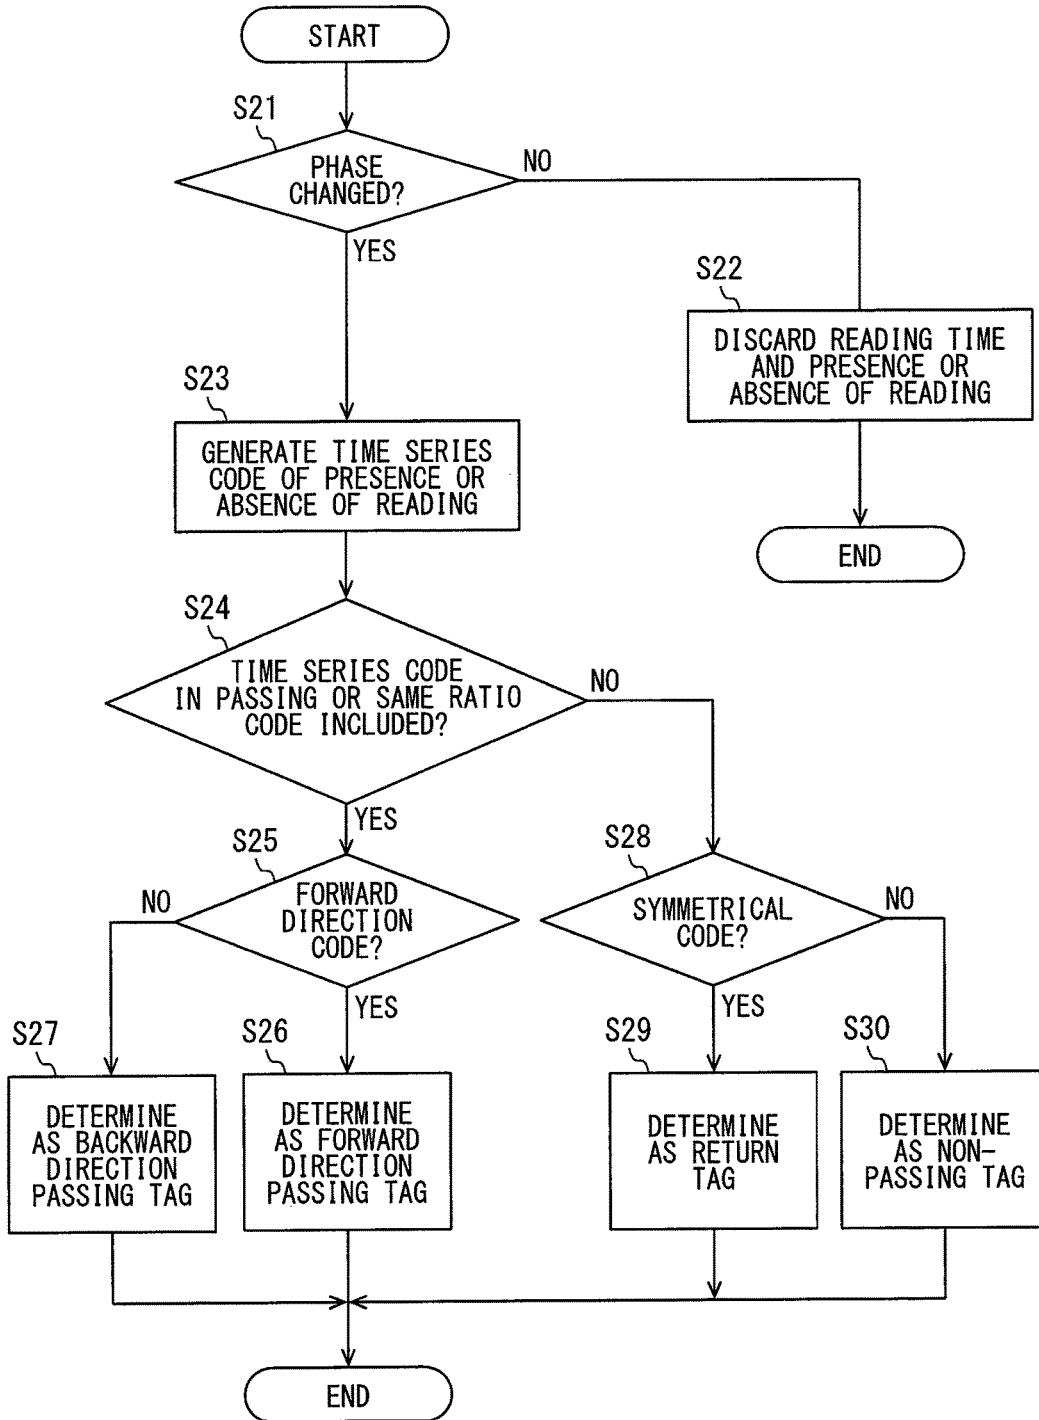 START
S21
PHASE
CHANGED?
NO
YES
S22
DISCARD READING TIME
AND PRESENCE OR
ABSENCE OF READING
END
S23
GENERATE TIME SERIES
CODE OF PRESENCE OR
ABSENCE OF READING
S24
TIME SERIES CODE
IN PASSING OR SAME RATIO
CODE INCLUDED?
NO
YES
S25
FORWARD
DIRECTION
CODE?
NO
YES
S28
SYMMETRICAL
CODE?
NO
YES
S27
DETERMINE
AS BACKWARD
DIRECTION
PASSING TAG
S26
DETERMINE
AS FORWARD
DIRECTION
PASSING TAG
S29
DETERMINE
AS RETURN
TAG
S30
DETERMINE
AS NON-
PASSING TAG
END